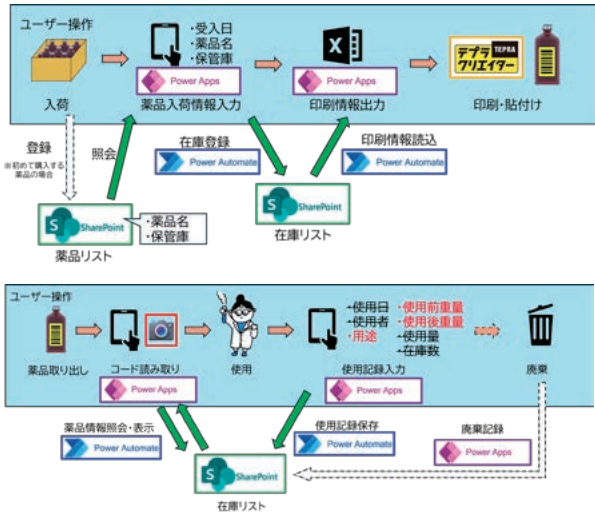 ユーザー操作
・受入日
・薬品名
・保管庫
テプラ TEPRA
クリエイター
Power Apps
Power Apps
入荷
薬品入荷情報入力
印刷情報出力
印刷・貼付け
登録
※初めて購入する
薬品の場合
照会
在庫登録
Power Automate
印刷情報読込
Power Automate
S SharePoint
・薬品名
・保管庫
薬品リスト
S SharePoint
在庫リスト
ユーザー操作
・使用日
・使用者
・用途
・使用前重量
・使用後重量
・使用量
・在庫数
薬品取り出し
コード読み取り
使用
使用記録入力
廃棄
Power Apps
Power Apps
薬品情報照会・表示
Power Automate
使用記録保存
Power Automate
廃棄記録
Power Apps
S SharePoint
在庫リスト